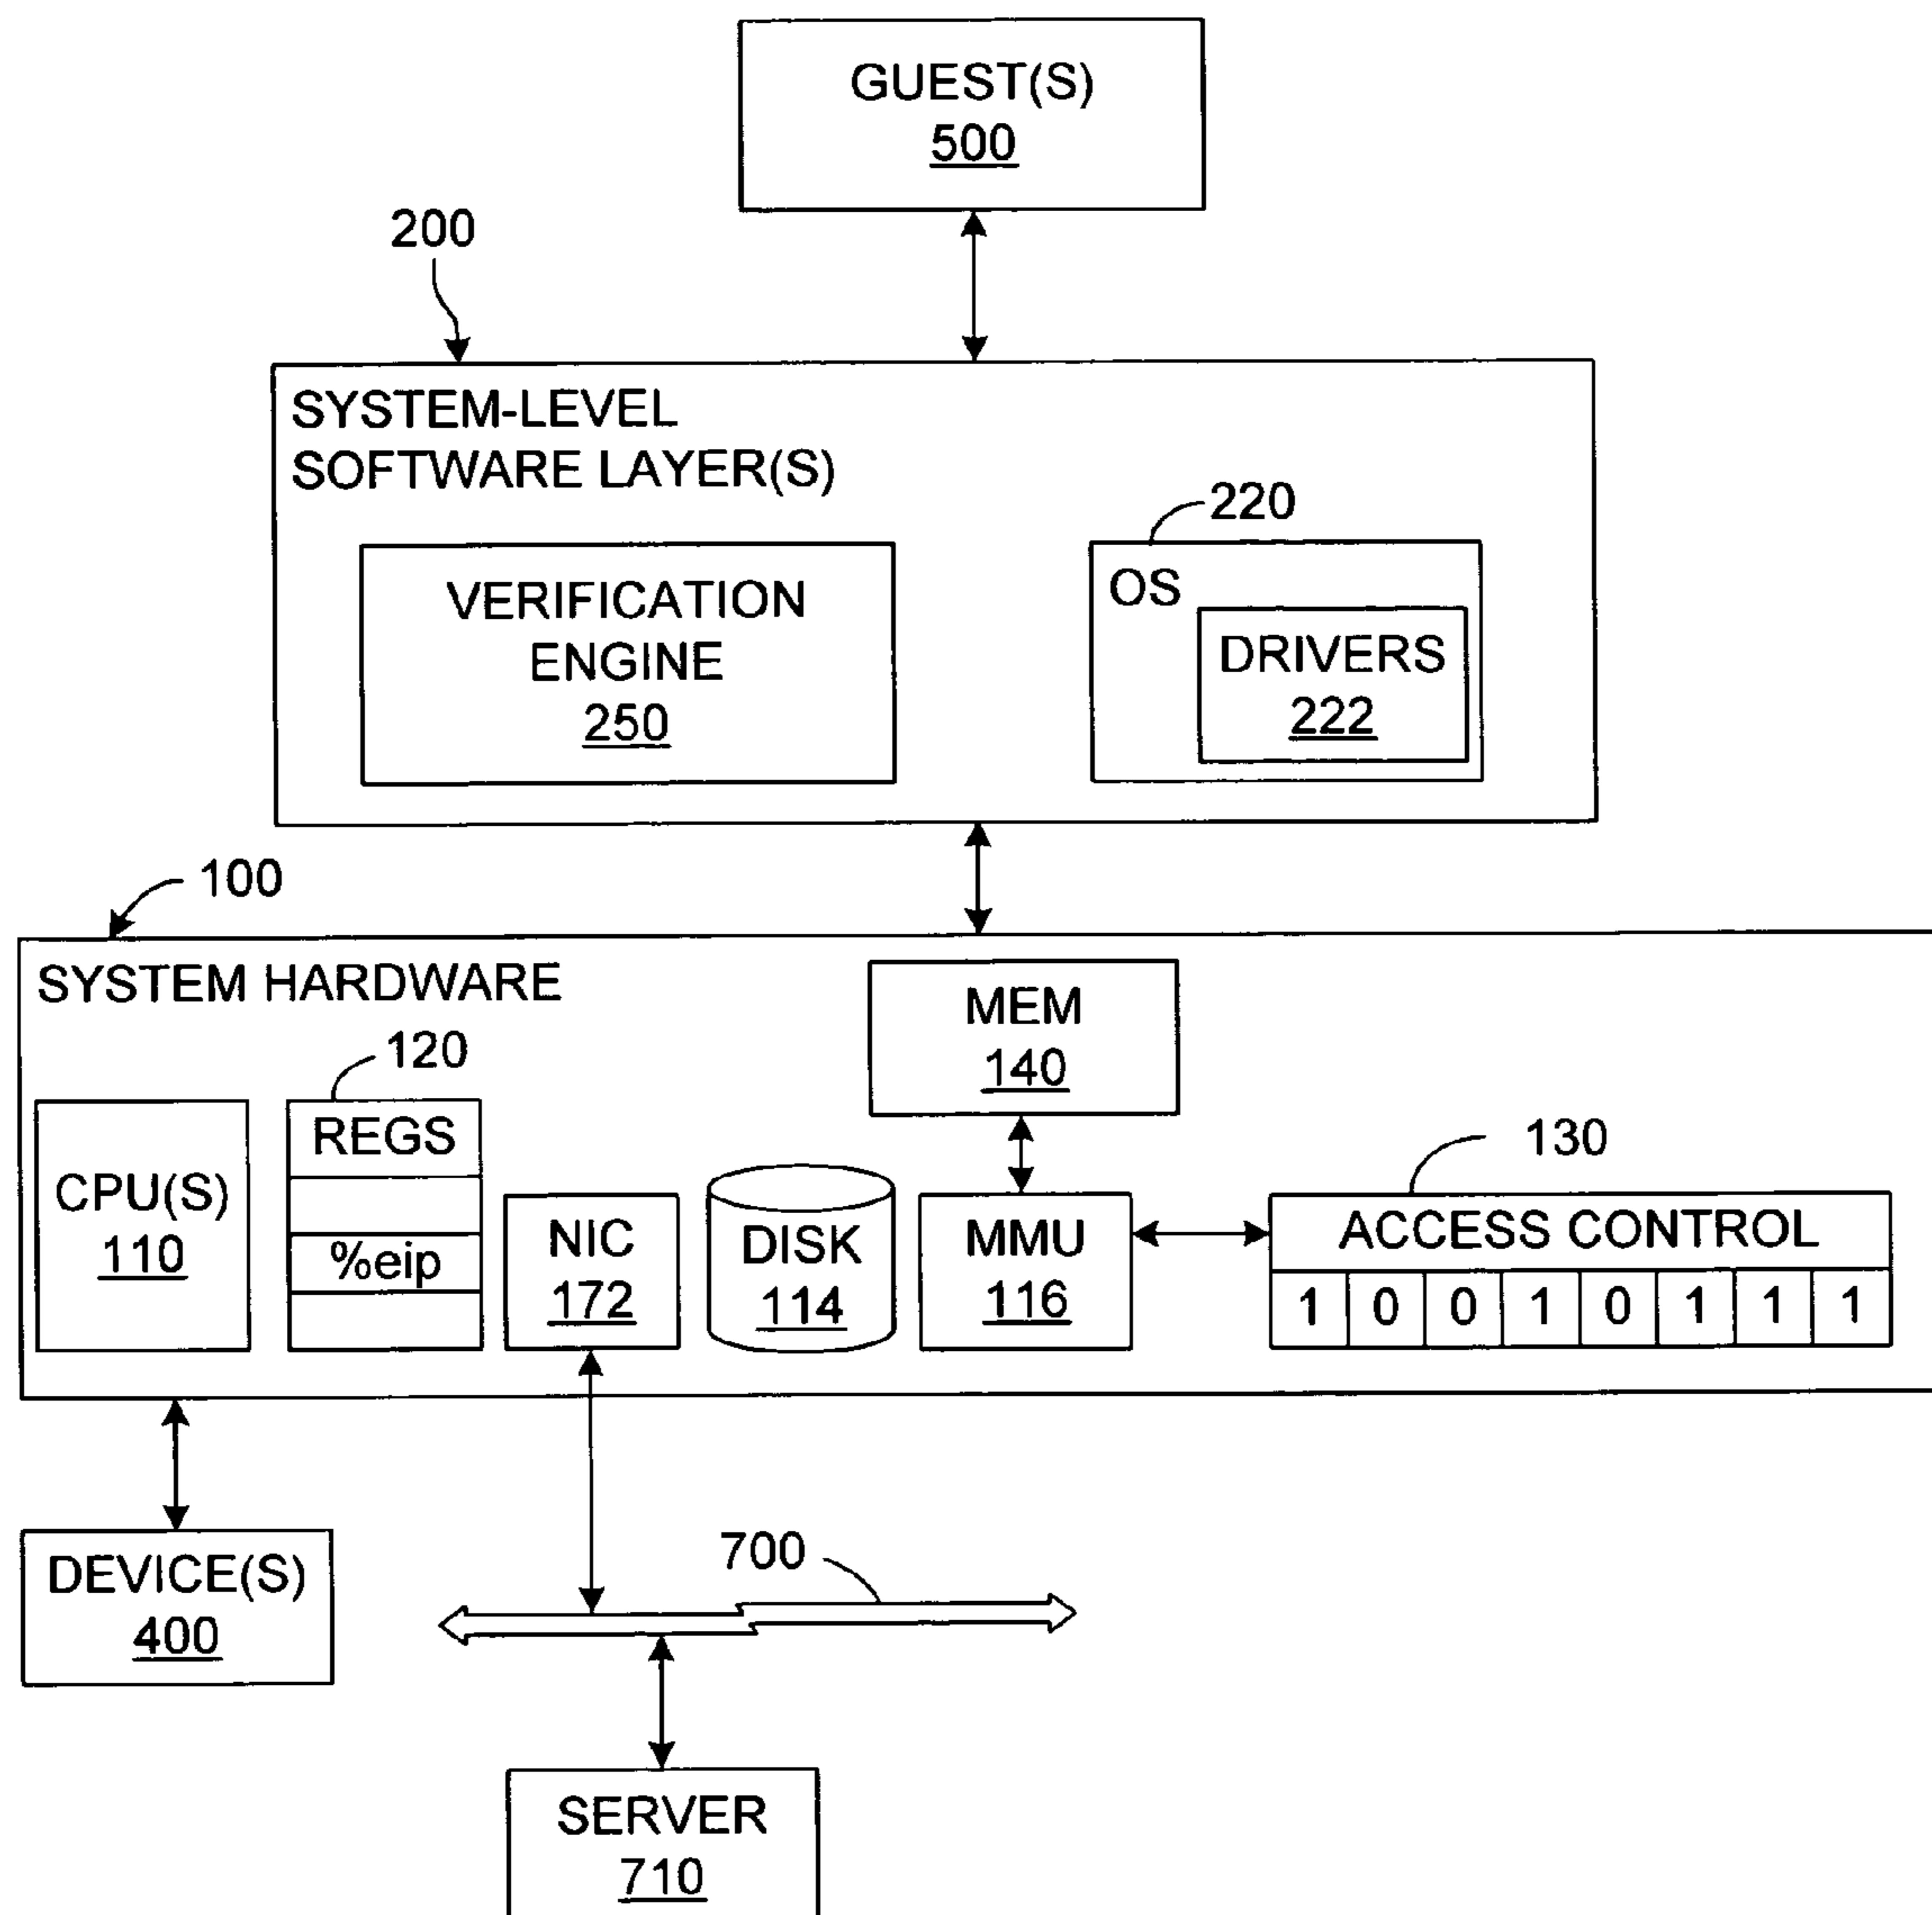 GUEST(S)
500
200
SYSTEM-LEVEL
SOFTWARE LAYER(S)
220
VERIFICATION
ENGINE
250
OS
DRIVERS
222
100
SYSTEM HARDWARE
MEM
140
120
130
REGS
CPU(S)
110
%eip
NIC
172
DISK
114
MMU
116
ACCESS CONTROL
1 0 0 1 0 1 1 1
700
DEVICE(S)
400
SERVER
710